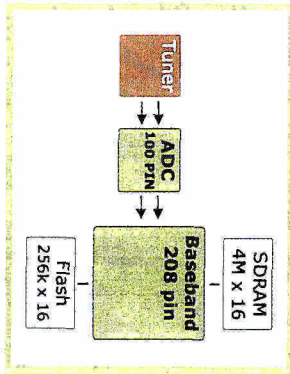 Tuner
ADC
100 PIN
Baseband
208 pin
SDRAM
4M x 16
Flash
256k x 16